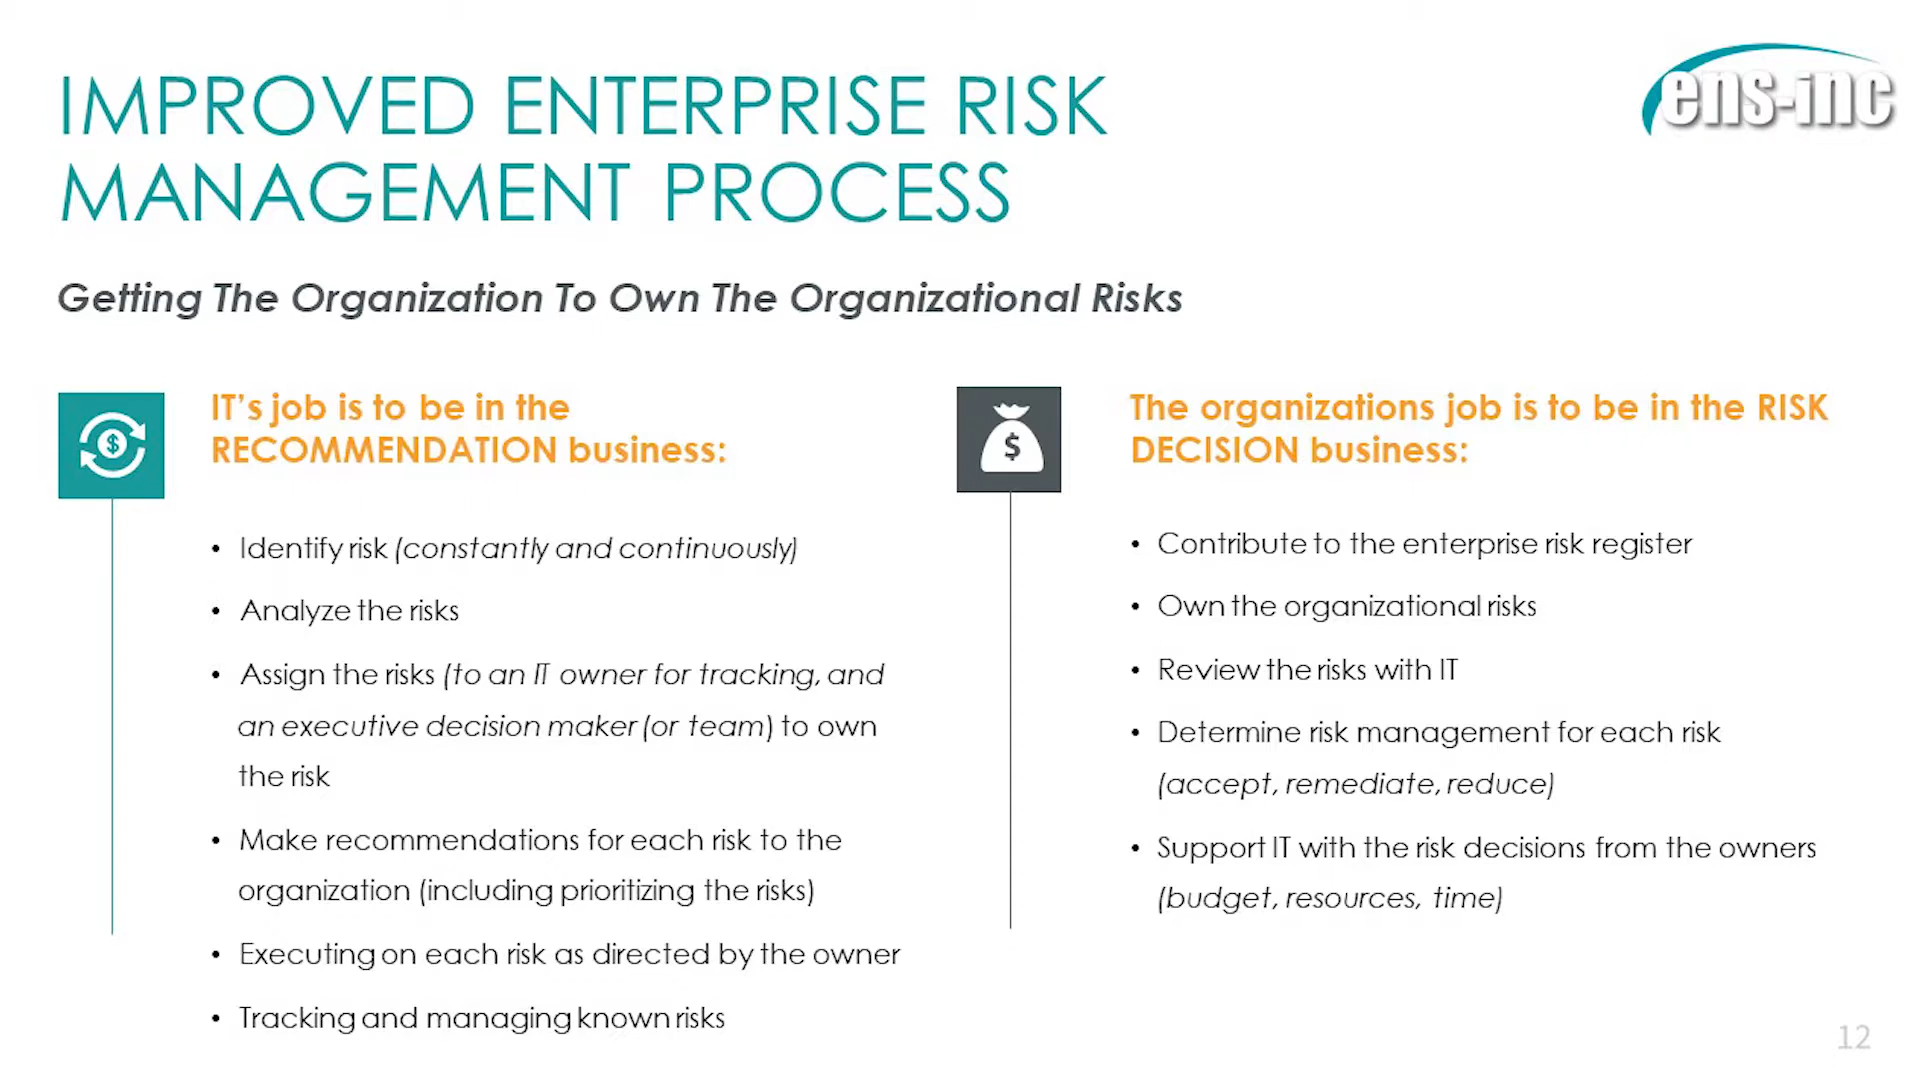 IMPROVED ENTERPRISE RISK
MANAGEMENT PROCESS
ens-inc
Getting The Organization To Own The Organizational Risks
IT's job is to be in the
RECOMMENDATION business:
• Identify risk (constantly and continuously)
• Analyze the risks
• Assign the risks (to an IT owner for tracking, and
an executive decision maker (or team) to own
the risk
• Make recommendations for each risk to the
organization (including prioritizing the risks)
• Executing on each risk as directed by the owner
• Tracking and managing known risks
$
$
The organizations job is to be in the RISK
DECISION business:
• Contribute to the enterprise risk register
• Own the organizational risks
• Review the risks with IT
• Determine risk management for each risk
(accept, remediate, reduce)
• Support IT with the risk decisions from the owners
(budget, resources, time)
12